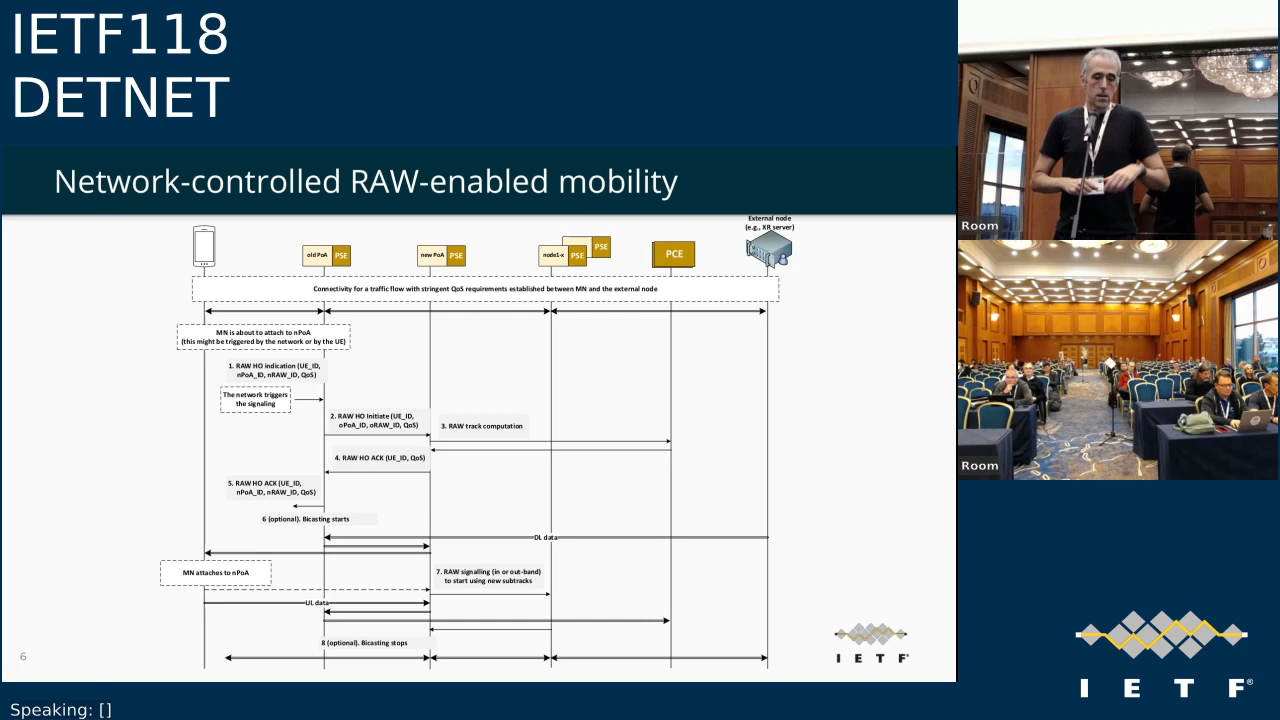 IETF118
DETNET
Network-controlled RAW-enabled mobility
External node
(e.g., XR server)
old PoA
PSE
new PoA
PSE
node1-x
PSE
PSE
PCE
Connectivity for a traffic flow with stringent QoS requirements established between MN and the external node
MN is about to attach to nPoA
(this might be triggered by the network or by the UE)
1. RAW HO indication (UE_ID,
nPoA_ID, nRAW_ID, QoS)
The network triggers
the signaling
2. RAW HO Initiate (UE_ID,
oPoA_ID, oRAW_ID, QoS)
3. RAW track computation
4. RAW HO ACK (UE_ID, QoS)
5. RAW HO ACK (UE_ID,
nPoA_ID, nRAW_ID, QoS)
6 (optional). Bicasting starts
DL data
MN attaches to nPoA
7. RAW signalling (in or out-band)
to start using new subtracks
UL data
8 (optional). Bicasting stops
6
I E T F
Room
Room
I E T F®
Speaking: []